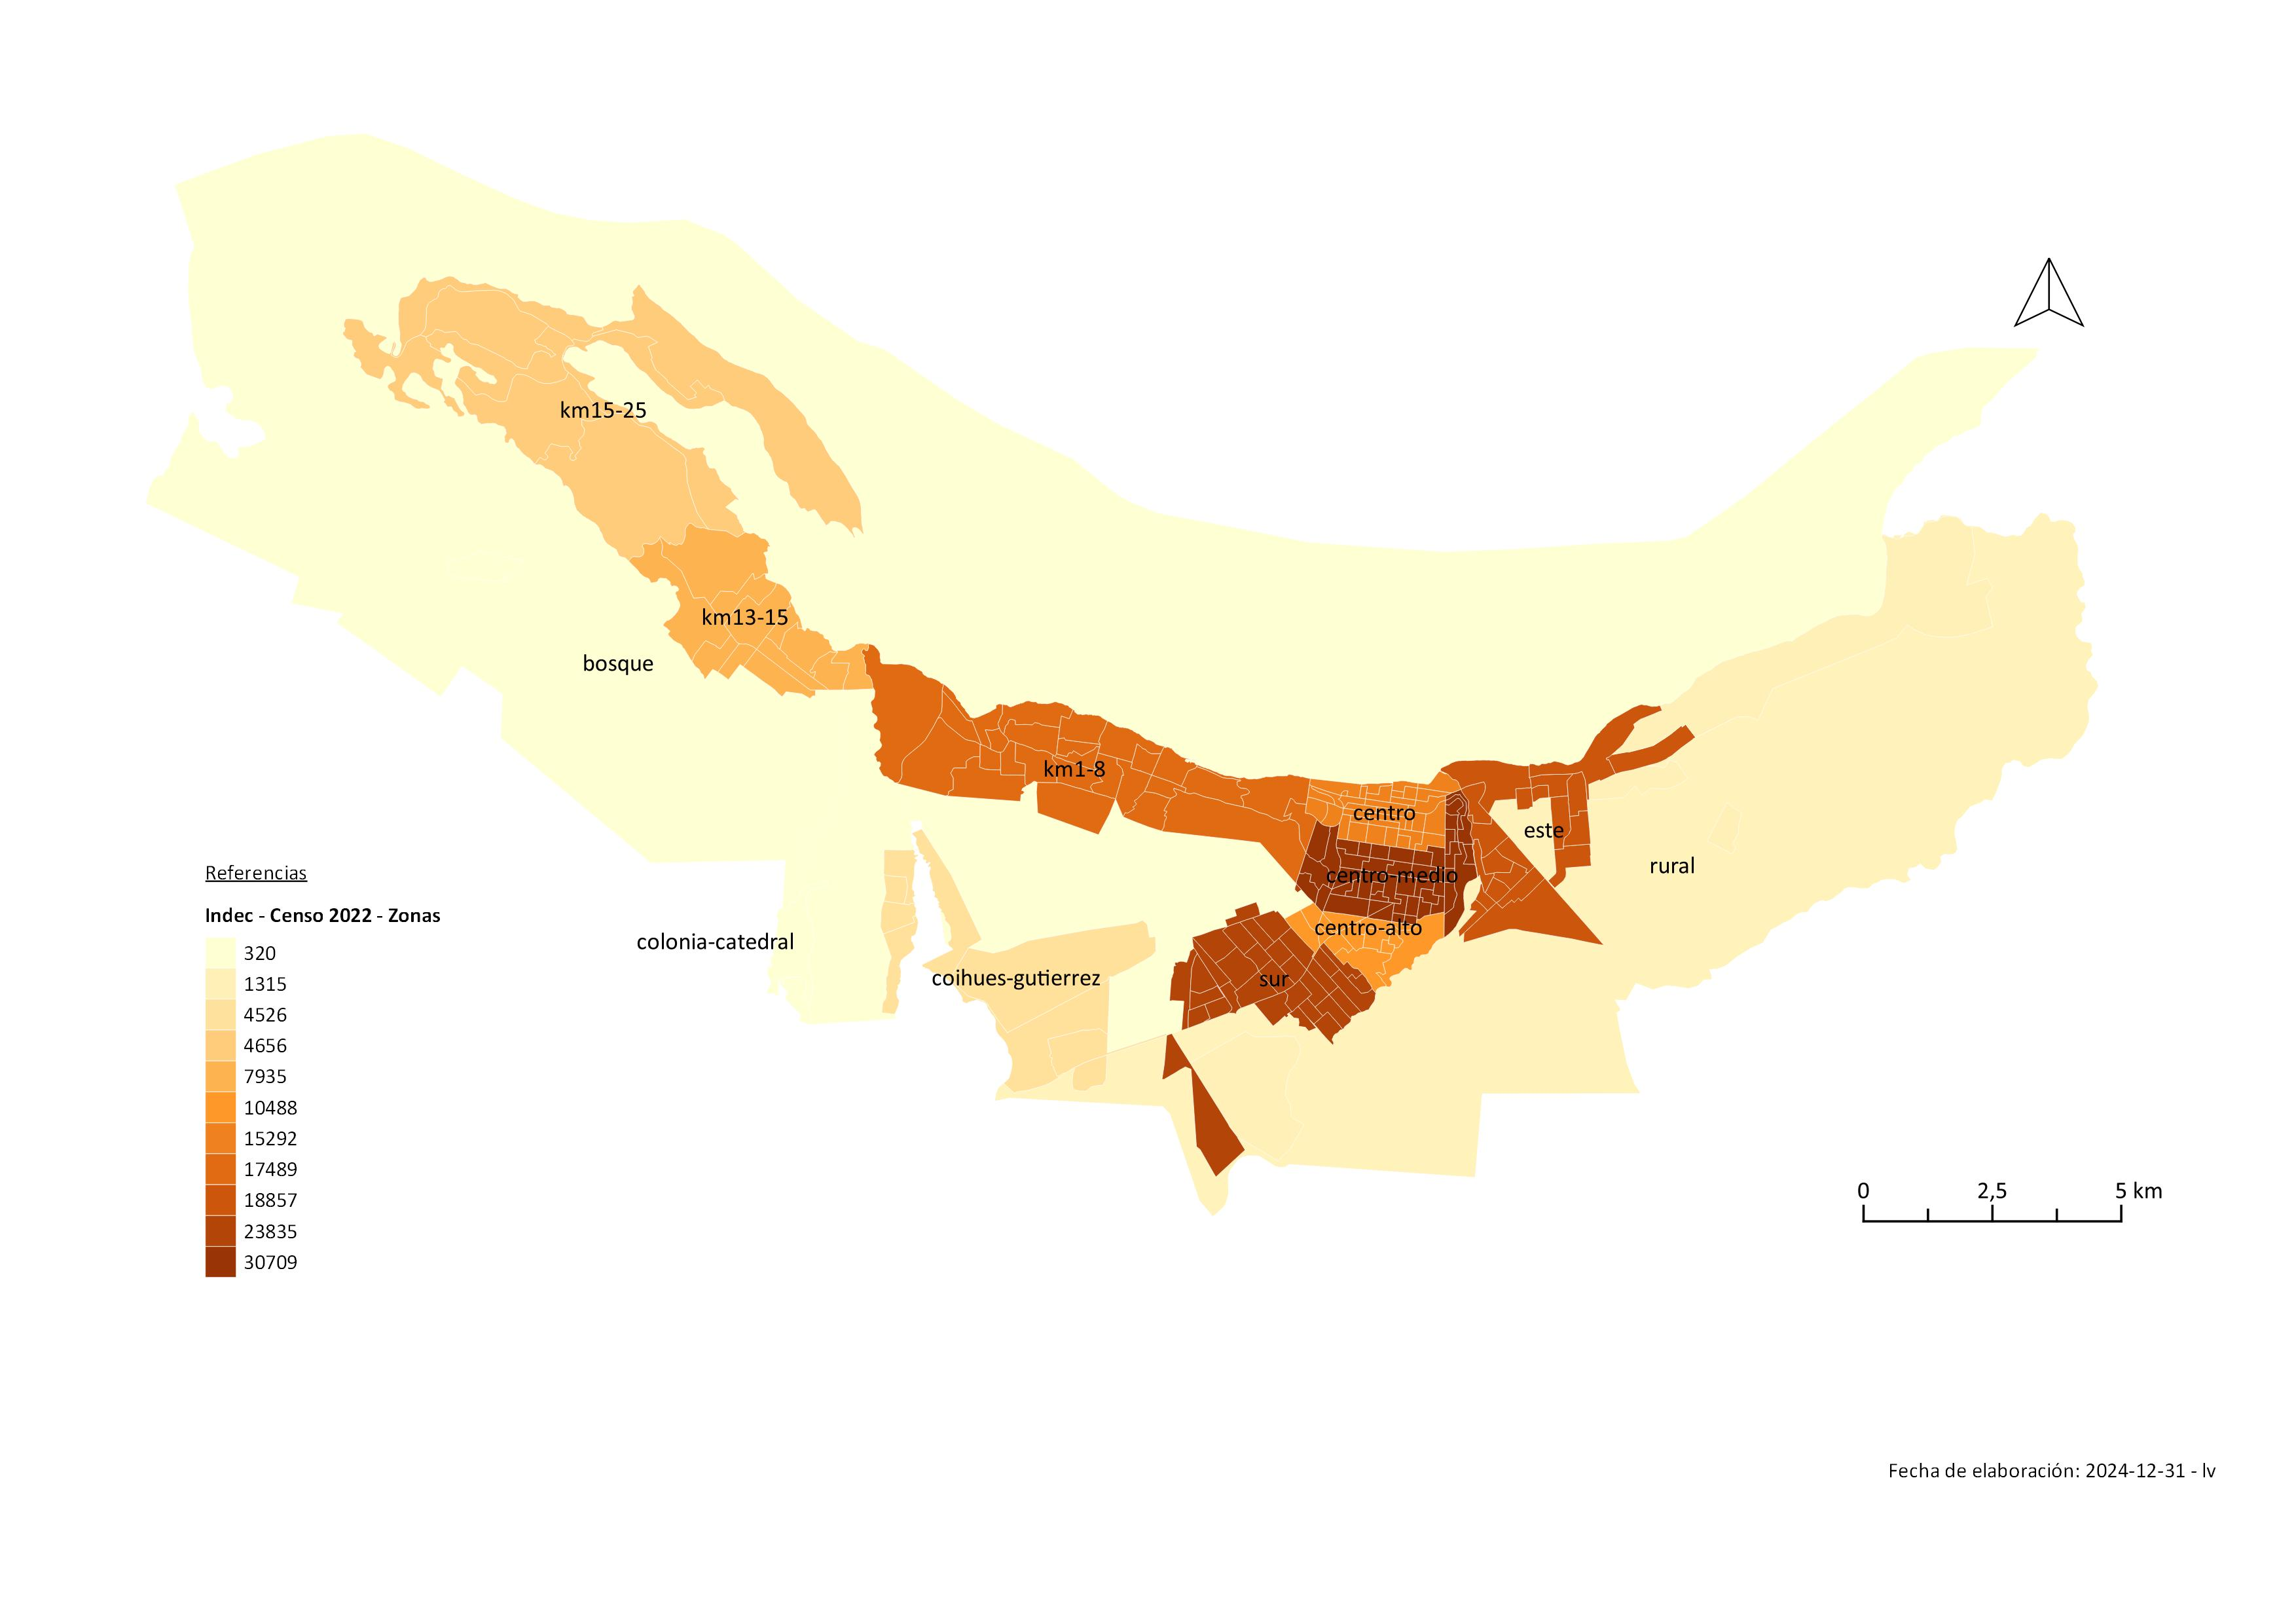 km15-25
km13-15
bosque
km1-8
centro
este
rural
centro-medio
centro-alto
colonia-catedral
coihues-gutierrez
sur
Referencias
Indec - Censo 2022 - Zonas
320
1315
4526
4656
7935
10488
15292
17489
18857
23835
30709
0 2,5 5 km
Fecha de elaboración: 2024-12-31 - lv